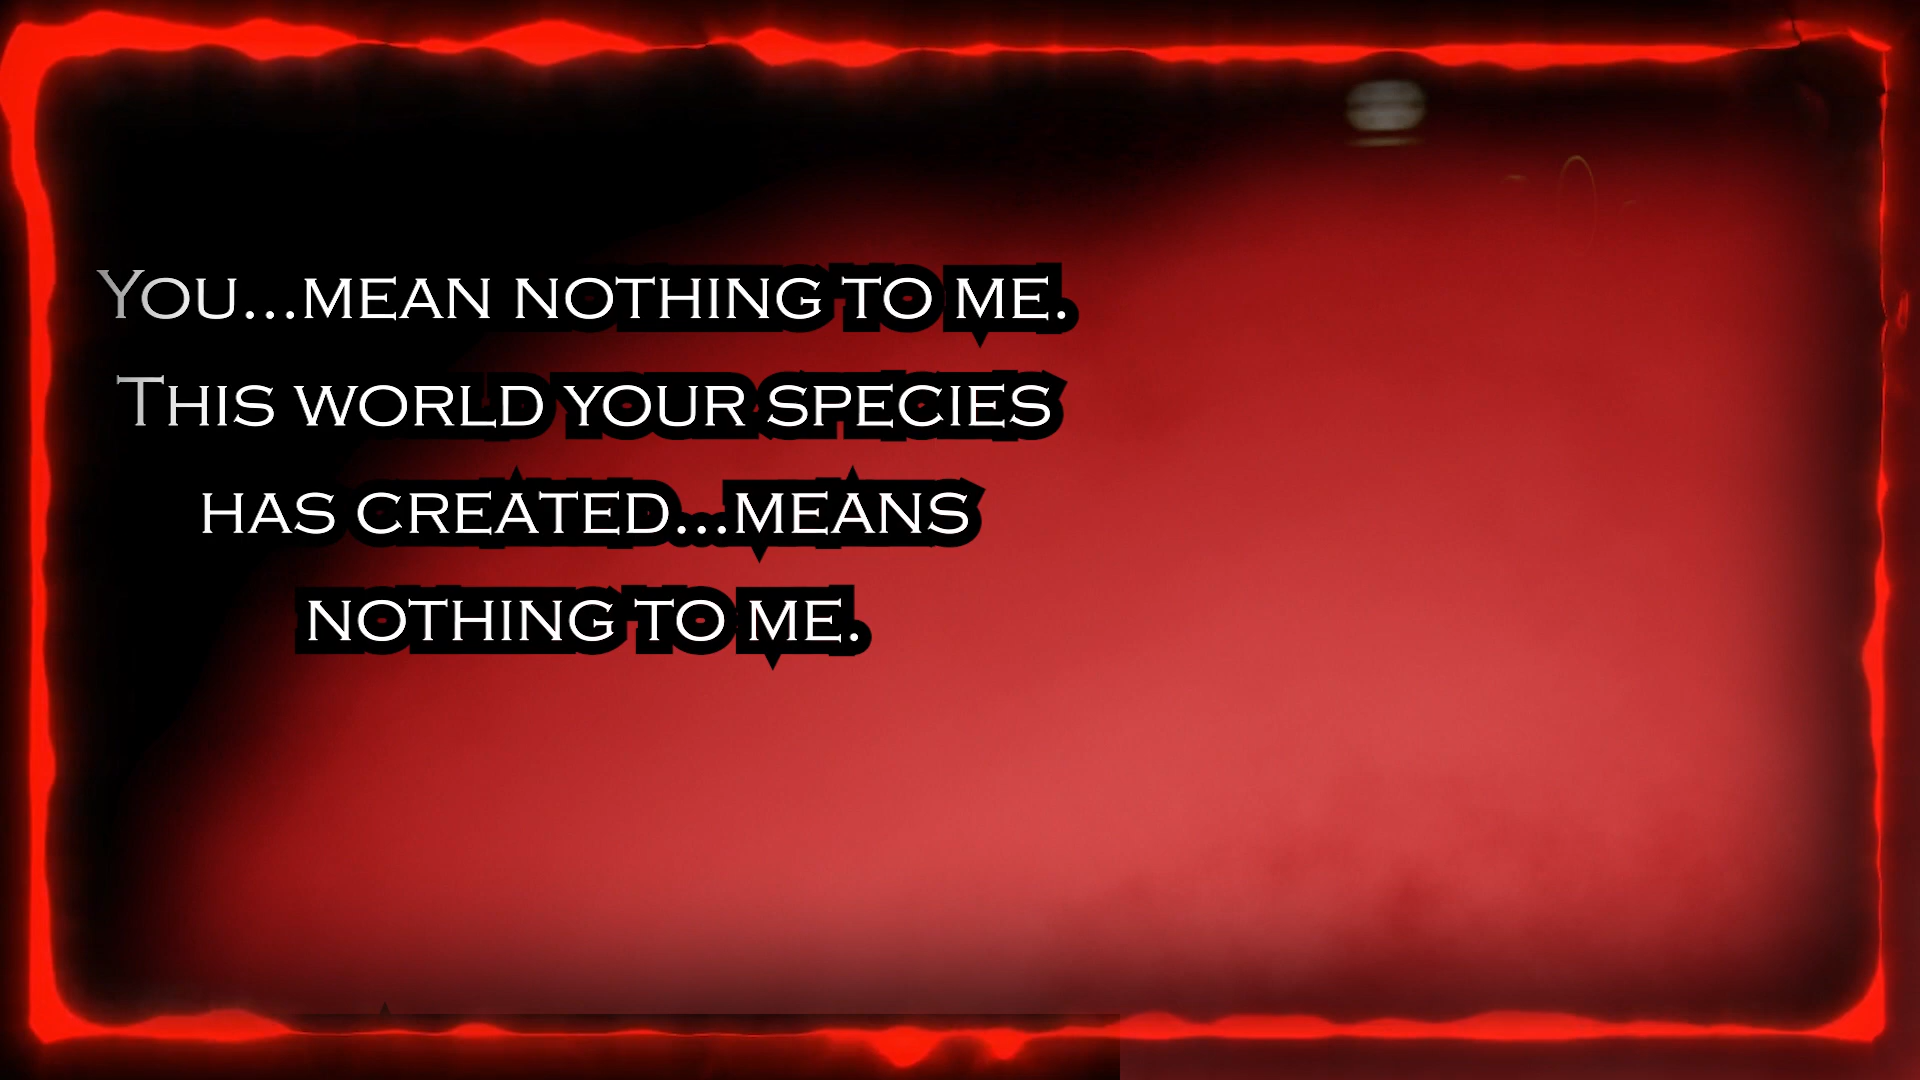 You...mean nothing to me.
This world your species
has created...means
nothing to me.